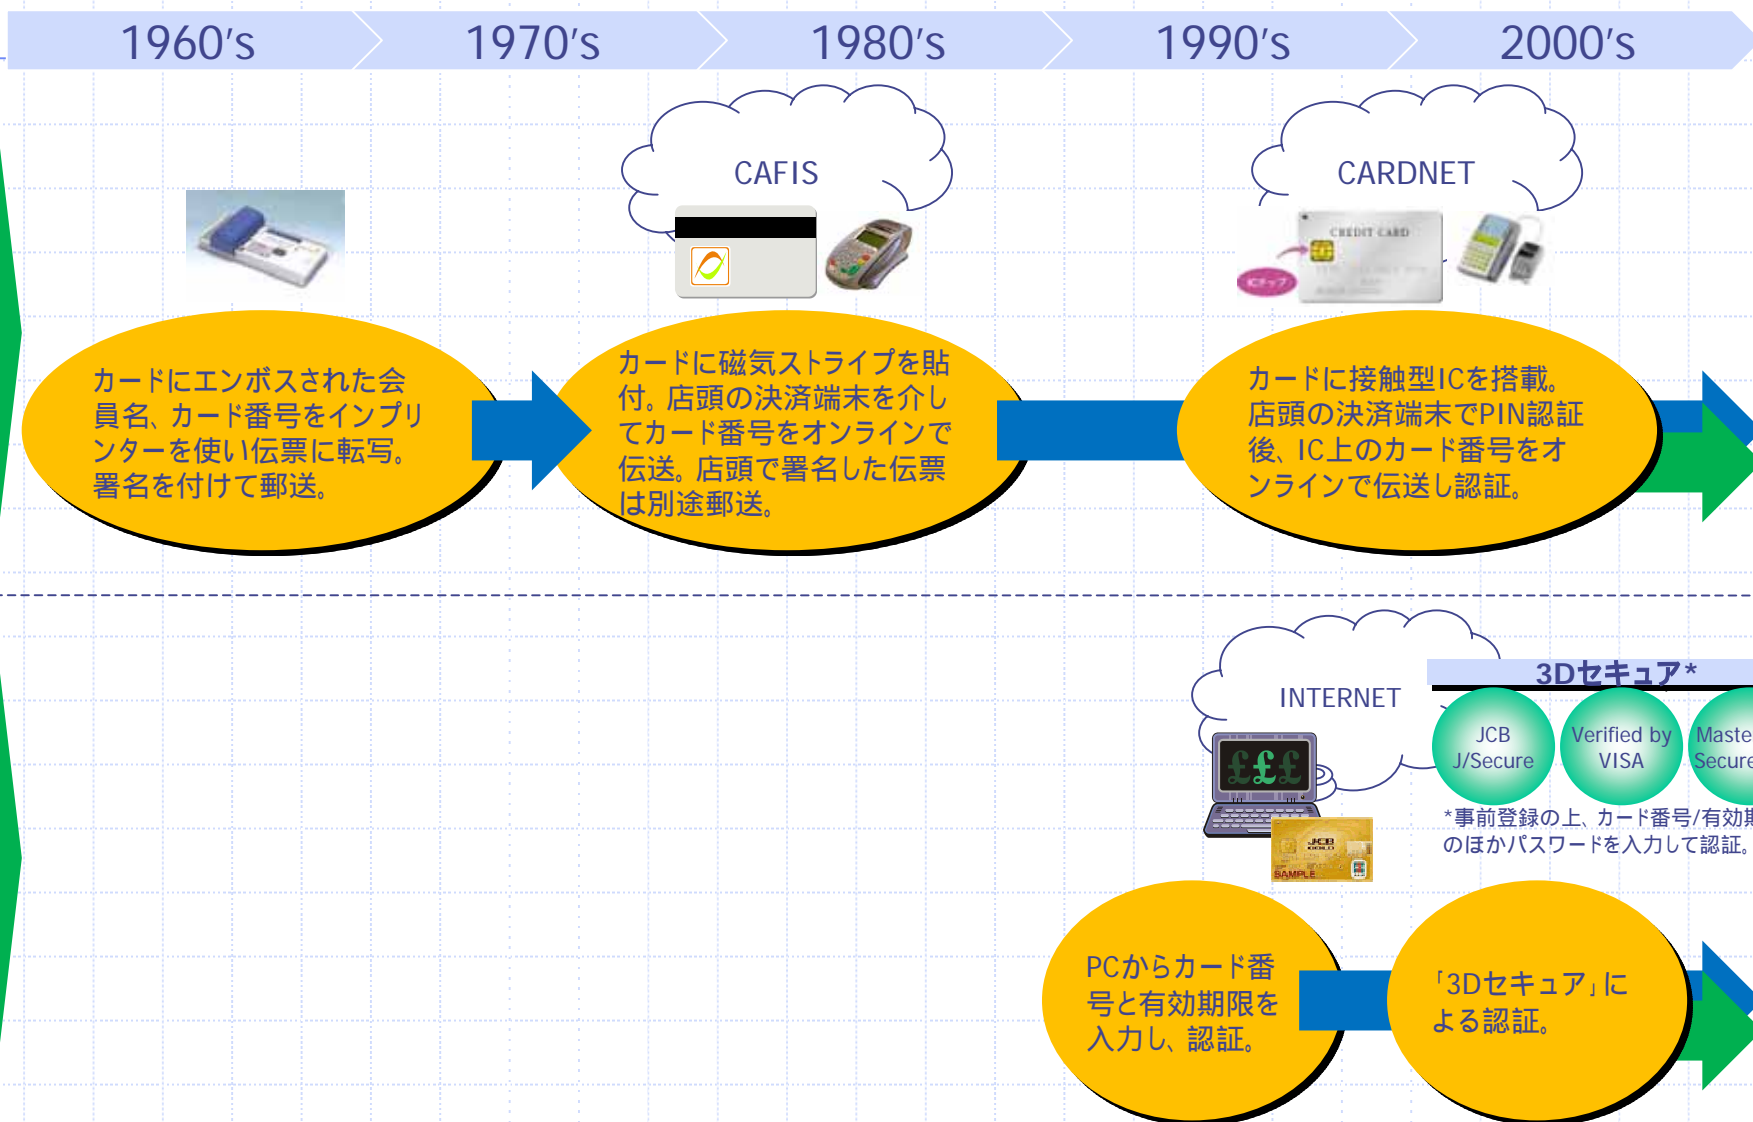 1960's
1970's
1980's
1990's
2000's
CAFIS
CARDNET
CREDIT CARD
ICチップ
カードにエンボスされた会
員名、カード番号をインプリ
ンターを使い伝票に転写。
署名を付けて郵送。
カードに磁気ストライプを貼
付。店頭の決済端末を介し
てカード番号をオンラインで
伝送。店頭で署名した伝票
は別途郵送。
カードに接触型ICを搭載。
店頭の決済端末でPIN認証
後、IC上のカード番号をオ
ンラインで伝送し認証。
INTERNET
£££
JCB
GOLD
SAMPLE
3Dセキュア*
JCB
J/Secure
Verified by
VISA
Maste
Secure
*事前登録の上、カード番号/有効期
のほかパスワードを入力して認証。
PCからカード番
号と有効期限を
入力し、認証。
「3Dセキュア」に
よる認証。